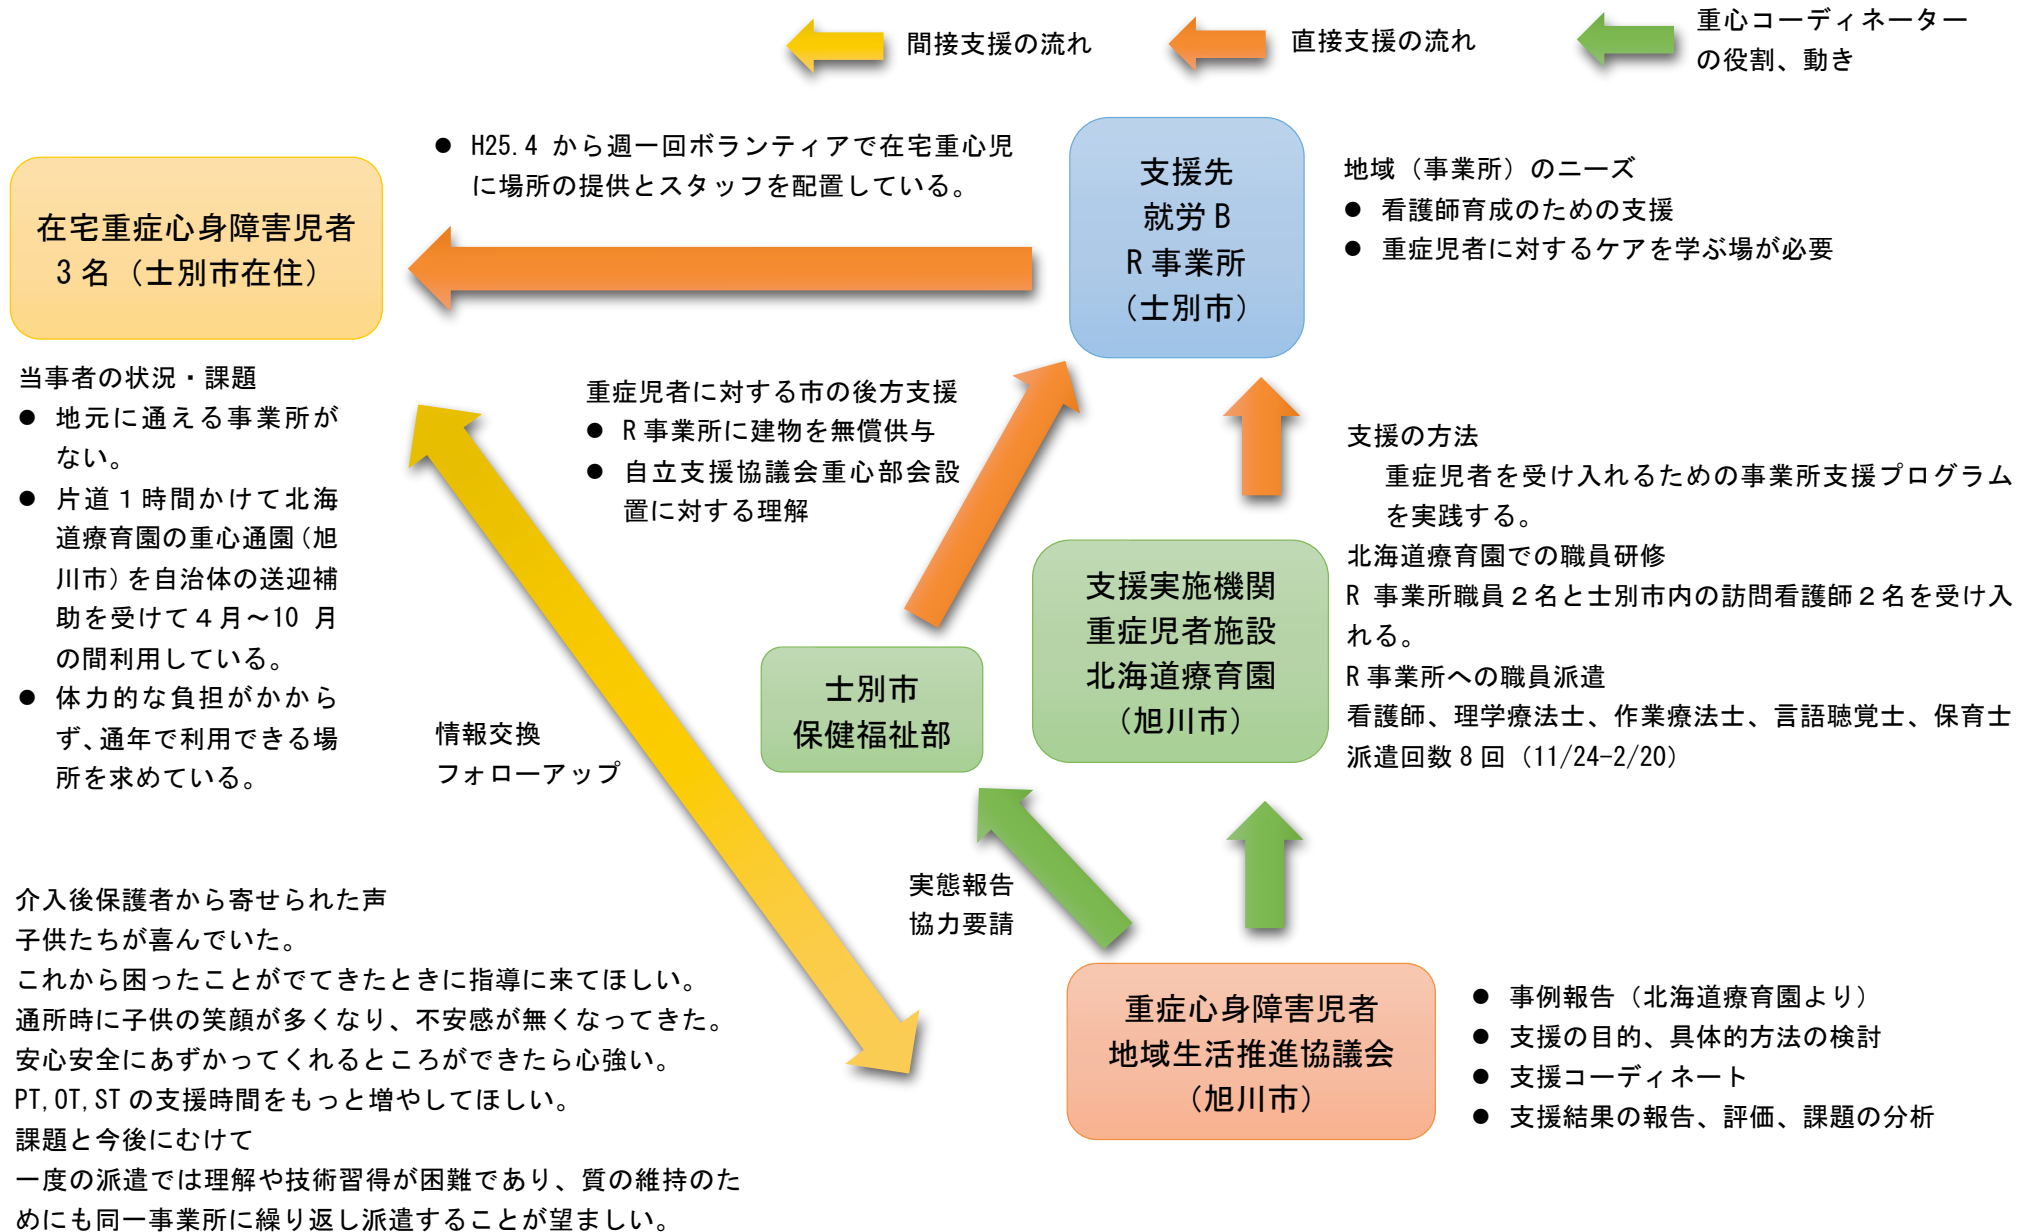 間接支援の流れ
直接支援の流れ
重心コーディネーター
の役割、動き
● H25.4 から週一回ボランティアで在宅重心児
に場所の提供とスタッフを配置している。
在宅重症心身障害児者
3名（士別市在住）
支援先
就労B
R事業所
（士別市）
地域（事業所）のニーズ
● 看護師育成のための支援
● 重症児者に対するケアを学ぶ場が必要
当事者の状況・課題
● 地元に通える事業所が
ない。
● 片道１時間かけて北海
道療育園の重心通園（旭
川市）を自治体の送迎補
助を受けて４月～10 月
の間利用している。
● 体力的な負担がかから
ず、通年で利用できる場
所を求めている。
重症児者に対する市の後方支援
● R事業所に建物を無償供与
● 自立支援協議会重心部会設
置に対する理解
支援の方法
重症児者を受け入れるための事業所支援プログラム
を実践する。
北海道療育園での職員研修
R 事業所職員２名と士別市内の訪問看護師２名を受け入
れる。
R事業所への職員派遣
看護師、理学療法士、作業療法士、言語聴覚士、保育士
派遣回数8回（11/24-2/20）
支援実施機関
重症児者施設
北海道療育園
（旭川市）
士別市
保健福祉部
情報交換
フォローアップ
実態報告
協力要請
介入後保護者から寄せられた声
子供たちが喜んでいた。
これから困ったことがでてきたときに指導に来てほしい。
通所時に子供の笑顔が多くなり、不安感が無くなってきた。
安心安全にあずかってくれるところができたら心強い。
PT,OT,STの支援時間をもっと増やしてほしい。
課題と今後にむけて
一度の派遣では理解や技術習得が困難であり、質の維持のた
めにも同一事業所に繰り返し派遣することが望ましい。
重症心身障害児者
地域生活推進協議会
（旭川市）
● 事例報告（北海道療育園より）
● 支援の目的、具体的方法の検討
● 支援コーディネート
● 支援結果の報告、評価、課題の分析